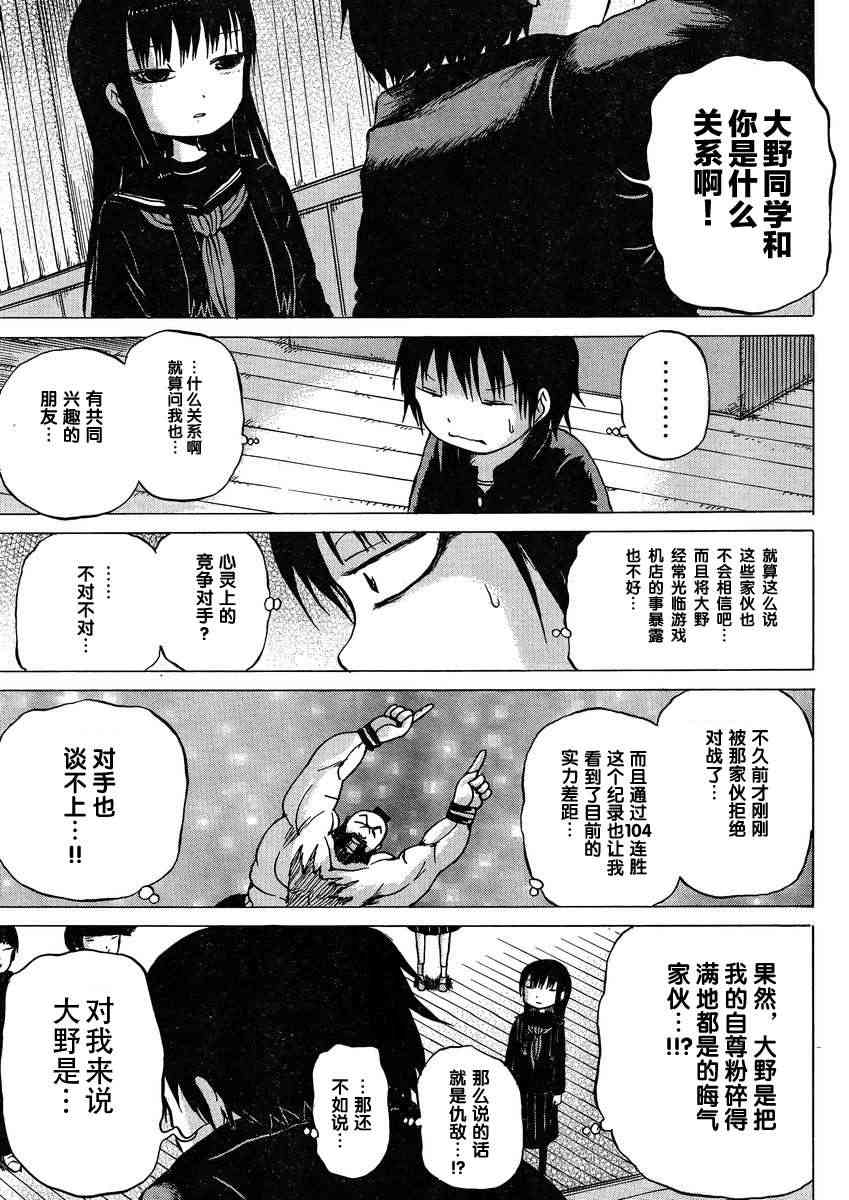 大野同学和
你是什么
关系啊！
………
…什么关系啊
就算问我也…
有共同
兴趣的
朋友…
就算这么说
这些家伙也
不会相信吧…
而且将大野
经常光临游戏
机店的事暴露
也不好…
心灵上的
竞争对手？
不对不对…
不久前才刚刚
被那家伙拒绝
对战了…
而且通过104连胜
这个纪录也让我
看到了目前的
实力差距…
对手也
谈不上…!!
果然，大野是把
我的自尊粉碎得
满地都是的晦气
家伙…!!?
那么说的话
就是仇敌…!?
…那还
不如说…
对我来说
大野是…